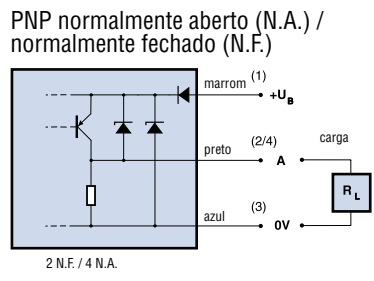 PNP normalmente aberto (N.A.) /
normalmente fechado (N.F.)
marrom (1) +UB
preto (2/4) A
carga
RL
azul (3) 0V
2 N.F. / 4 N.A.